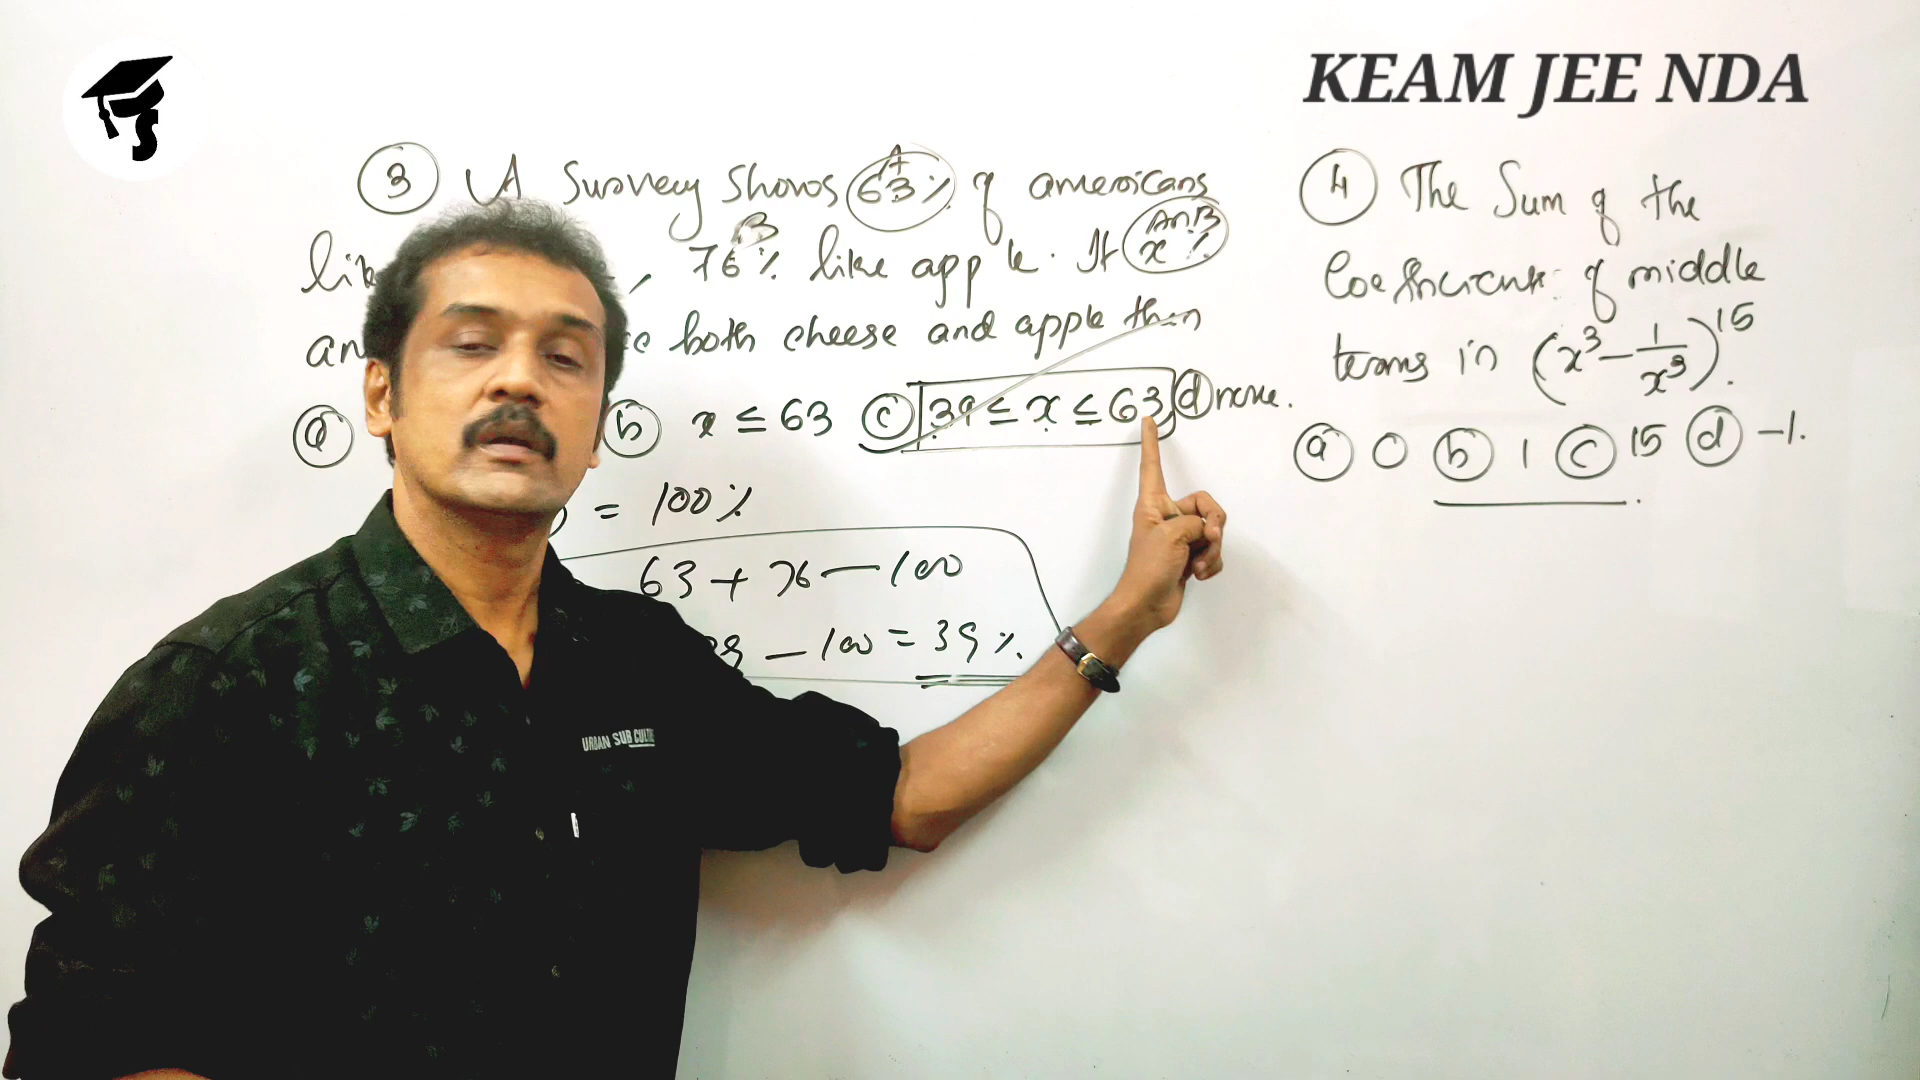 KEAM JEE NDA
3 A Survey Shows 63% of americans
A
B
A∩B
lik , 76% like apple. If x %
an both cheese and apple then
a b x ≤ 63 c 39 ≤ x ≤ 63 d none.
= 100%
63 + 76 — 100
— 100 = 39 %.
4 The Sum of the
Coefficients of middle
terms in (x³ − 1/x³)¹⁵.
a 0 b 1 c 15 d −1.
URBAN SUB CULTURE
S